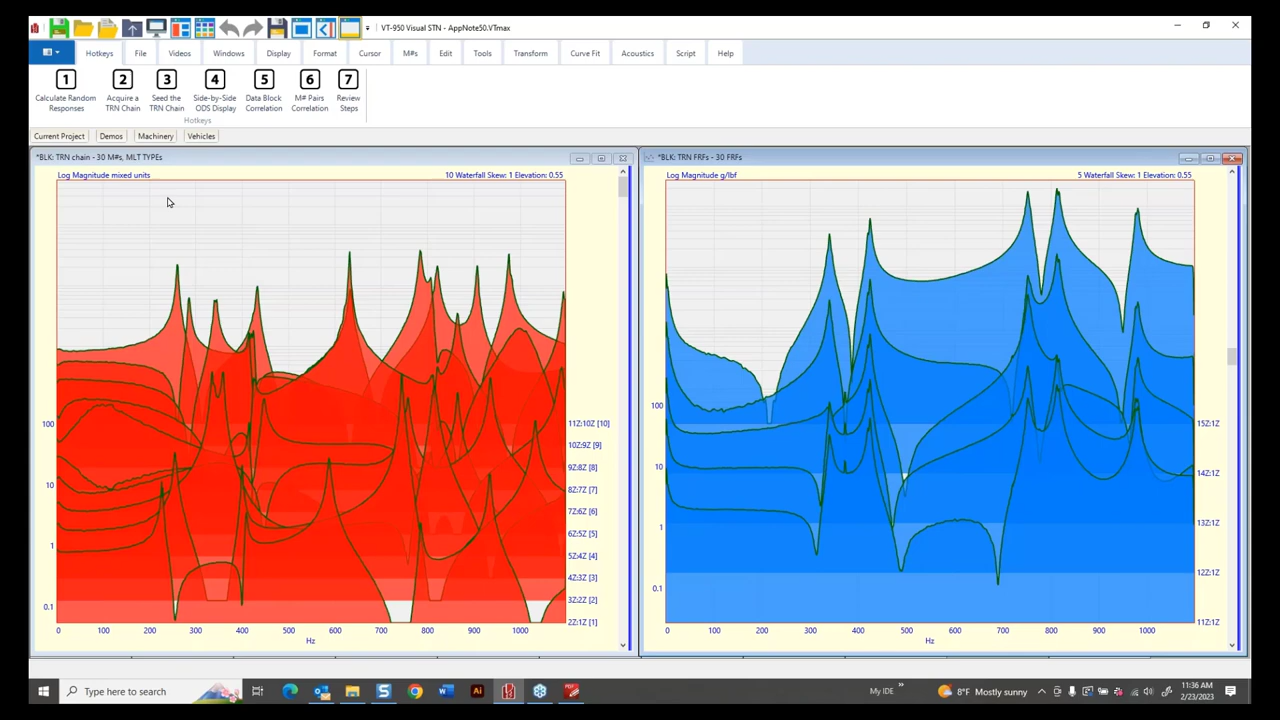 VT-950 Visual STN - AppNote50.VTmax
Hotkeys File Videos Windows Display Format Cursor M#s Edit Tools Transform Curve Fit Acoustics Script Help
1 2 3 4 5 6 7
Calculate Random Acquire a Seed the Side-by-Side Data Block M# Pairs Review
Responses TRN Chain TRN Chain ODS Display Correlation Correlation Steps
Hotkeys
Current Project Demos Machinery Vehicles
*BLK: TRN chain - 30 M#s, MLT TYPEs
Log Magnitude mixed units 10 Waterfall Skew: 1 Elevation: 0.55
100
10
1
0.1
11Z:10Z [10]
10Z:9Z [9]
9Z:8Z [8]
8Z:7Z [7]
7Z:6Z [6]
6Z:5Z [5]
5Z:4Z [4]
4Z:3Z [3]
3Z:2Z [2]
2Z:1Z [1]
0 100 200 300 400 500 600 700 800 900 1000
Hz
*BLK: TRN FRFs - 30 FRFs
Log Magnitude g/lbf 5 Waterfall Skew: 1 Elevation: 0.55
100
10
1
0.1
15Z:1Z
14Z:1Z
13Z:1Z
12Z:1Z
11Z:1Z
0 100 200 300 400 500 600 700 800 900 1000
Hz
Type here to search
My IDE
8°F Mostly sunny
11:36 AM
2/23/2023